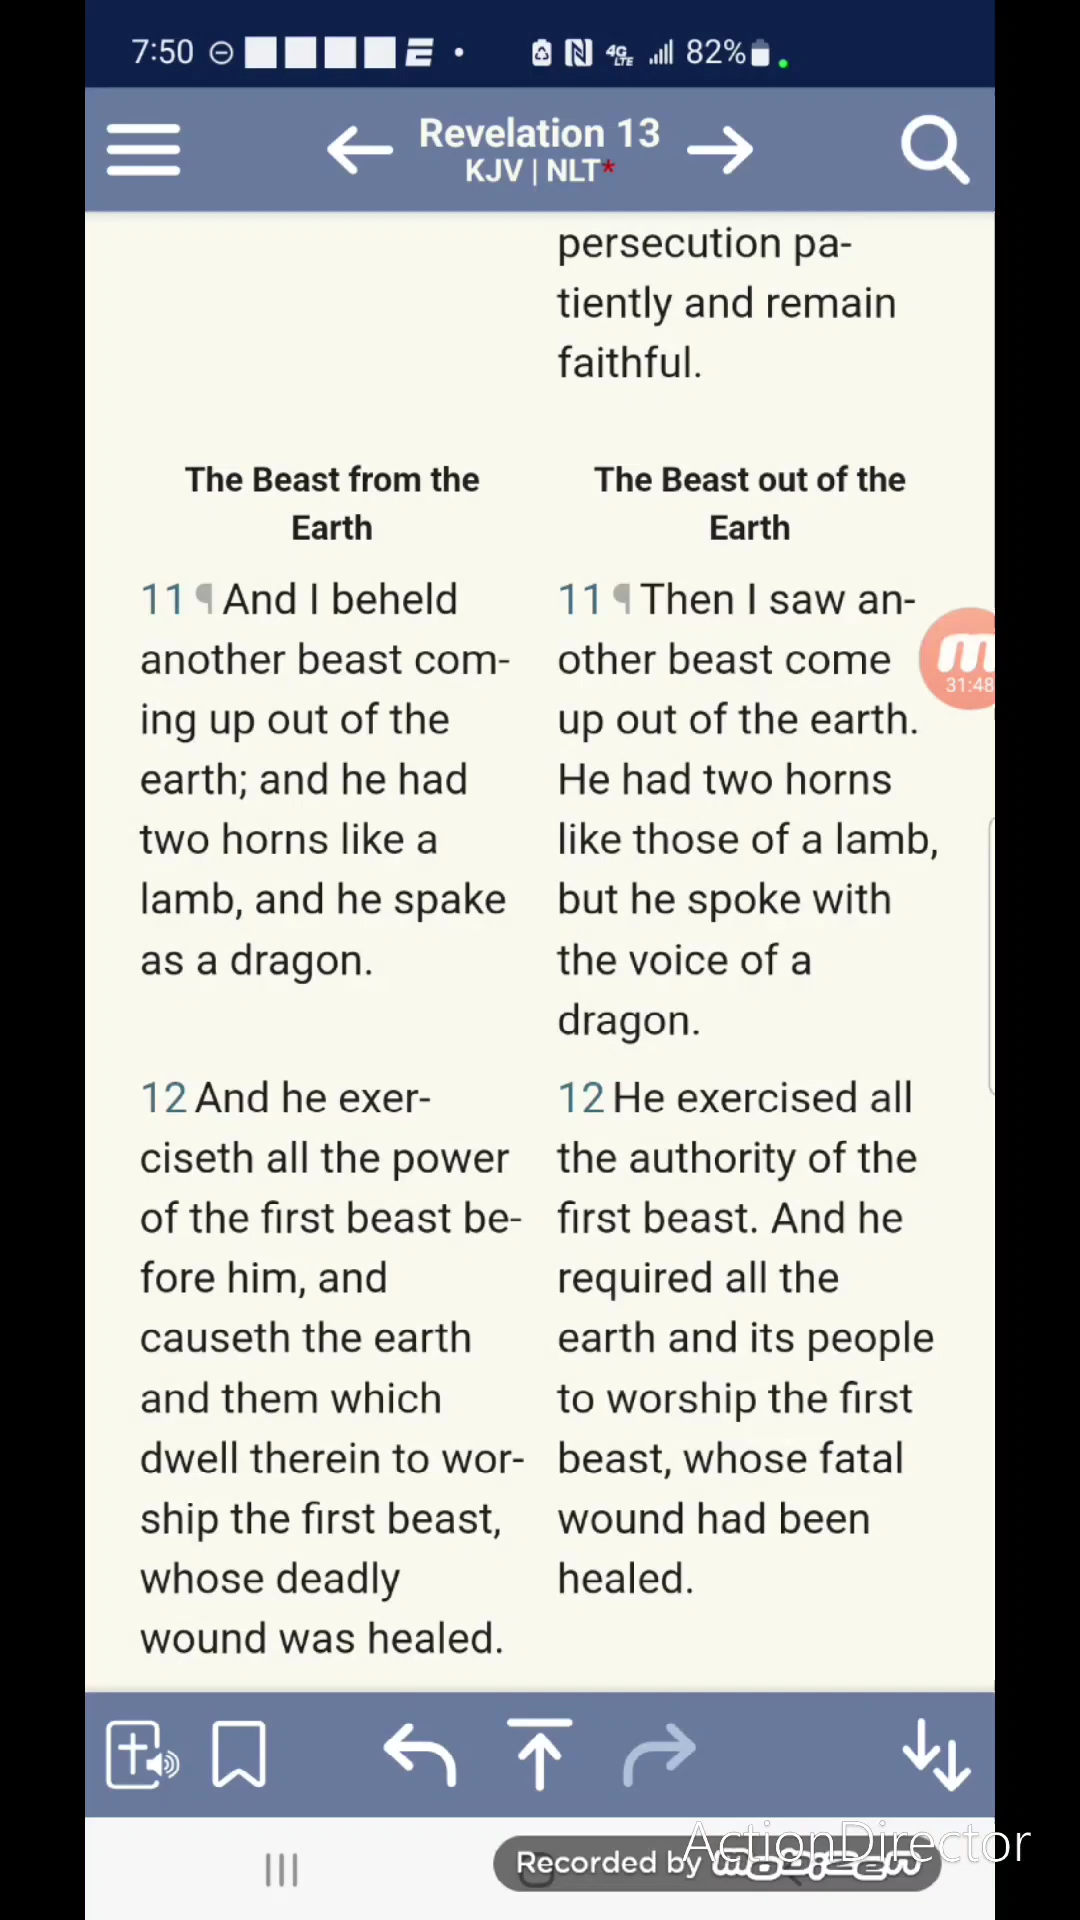 7:50
4G LTE 82%
Revelation 13
KJV | NLT*
persecution pa-
tiently and remain
faithful.
The Beast from the
Earth
11 ¶ And I beheld
another beast com-
ing up out of the
earth; and he had
two horns like a
lamb, and he spake
as a dragon.
12 And he exer-
ciseth all the power
of the first beast be-
fore him, and
causeth the earth
and them which
dwell therein to wor-
ship the first beast,
whose deadly
wound was healed.
The Beast out of the
Earth
11 ¶ Then I saw an-
other beast come
up out of the earth.
He had two horns
like those of a lamb,
but he spoke with
the voice of a
dragon.
12 He exercised all
the authority of the
first beast. And he
required all the
earth and its people
to worship the first
beast, whose fatal
wound had been
healed.
m
31:48
ActionDirector
Recorded by mobizen